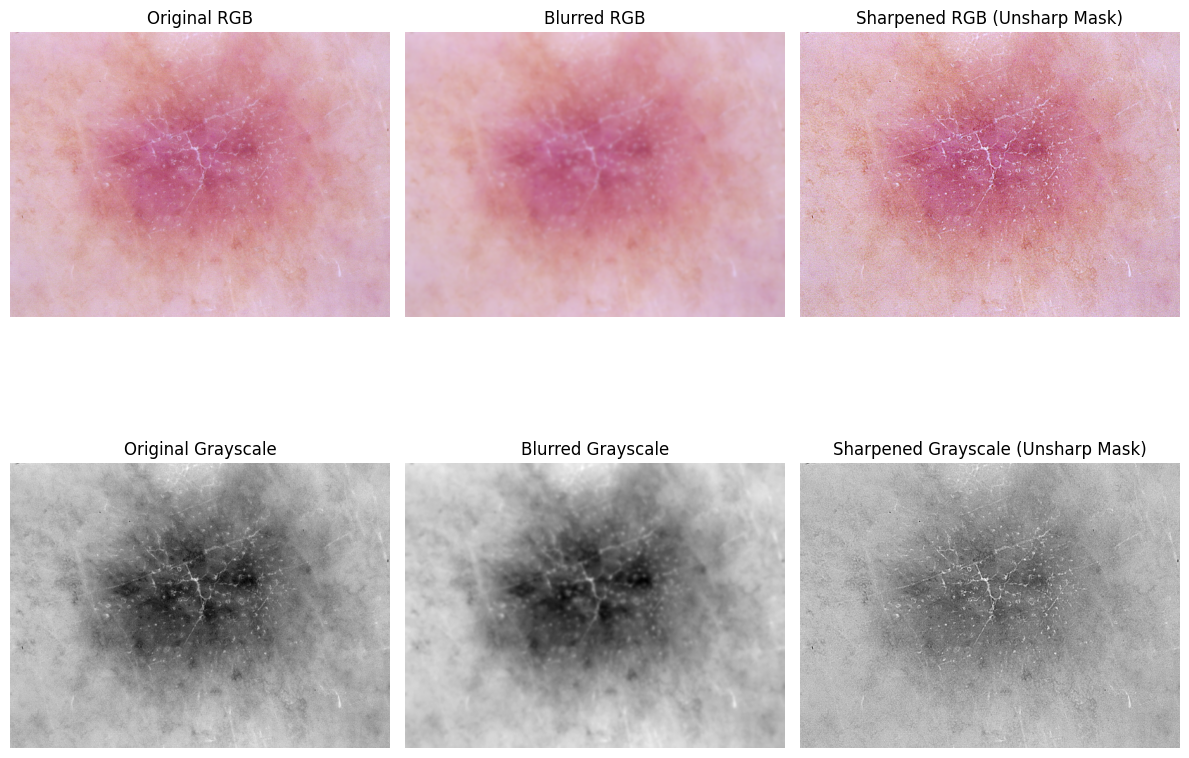 Original RGB
Blurred RGB
Sharpened RGB (Unsharp Mask)
Original Grayscale
Blurred Grayscale
Sharpened Grayscale (Unsharp Mask)